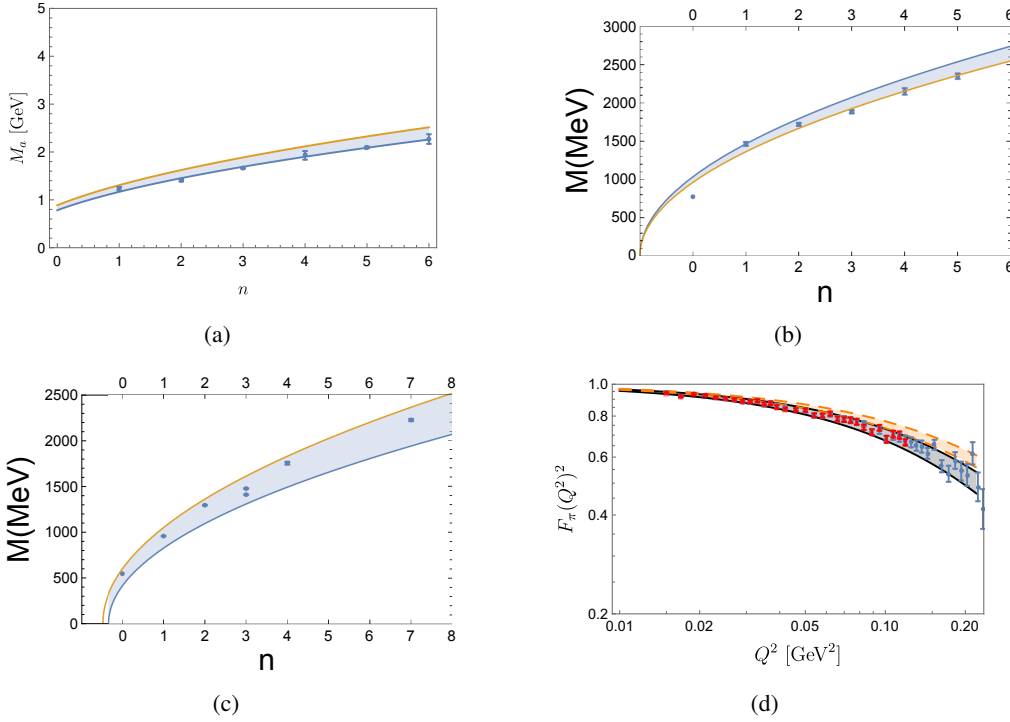 5
4
3
2
1
0
M_a [GeV]
0 1 2 3 4 5 6
n
(a)
0 1 2 3 4 5 6
3000
2500
2000
1500
1000
500
0
M(MeV)
0 1 2 3 4 5 6
n
(b)
0 1 2 3 4 5 6 7 8
2500
2000
1500
1000
500
0
M(MeV)
0 1 2 3 4 5 6 7 8
n
(c)
1.0
0.8
0.6
0.4
0.2
F_π(Q²)²
0.01 0.02 0.05 0.10 0.20
Q² [GeV²]
(d)